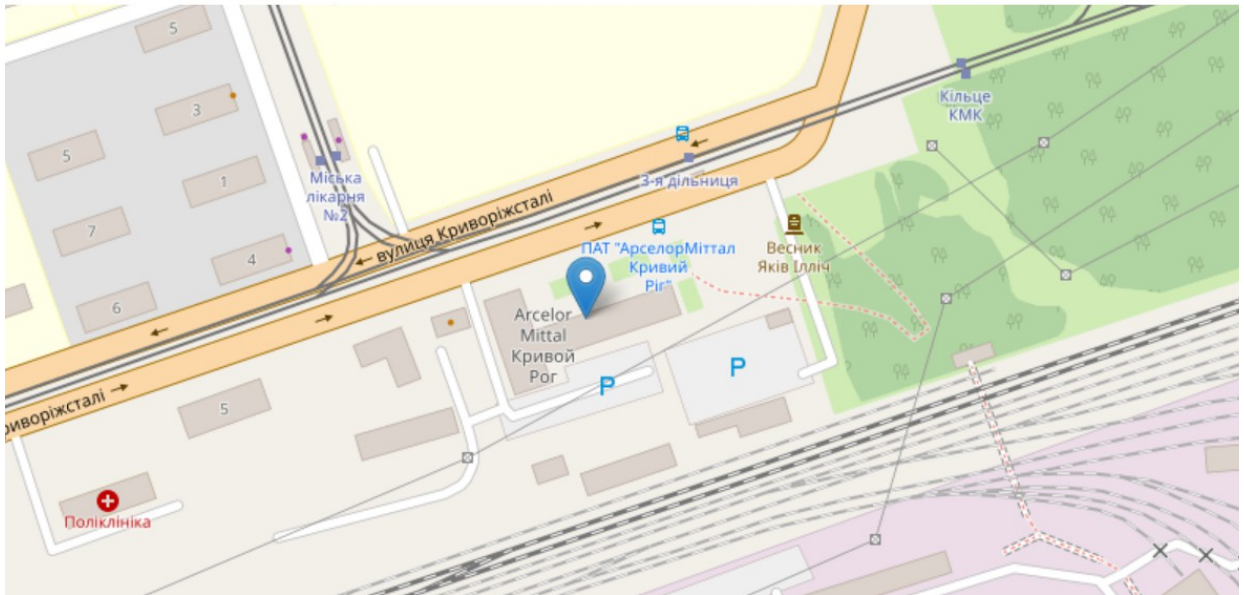 5
3
5
1
7
4
6
Міська
лікарня
№2
вулиця Криворіжсталі
3-я дільниця
Кільце
КМК
ПАТ "АрселорМіттал
Кривий
Ріг"
Весник
Яків Ілліч
Arcelor
Mittal
Кривой
Рог
P
P
5
риворіжсталі
Поліклініка